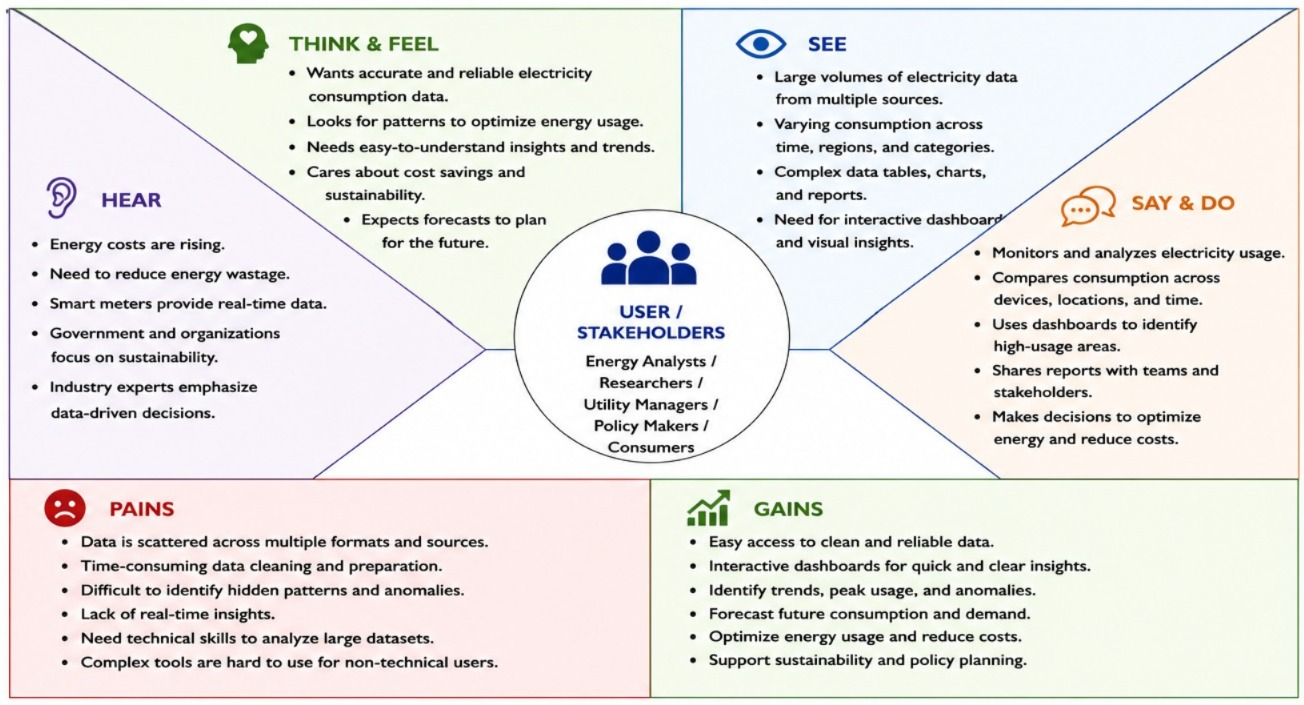 THINK & FEEL
• Wants accurate and reliable electricity
consumption data.
• Looks for patterns to optimize energy usage.
• Needs easy-to-understand insights and trends.
• Cares about cost savings and
sustainability.
• Expects forecasts to plan
for the future.
SEE
• Large volumes of electricity data
from multiple sources.
• Varying consumption across
time, regions, and categories.
• Complex data tables, charts,
and reports.
• Need for interactive dashboard
and visual insights.
HEAR
• Energy costs are rising.
• Need to reduce energy wastage.
• Smart meters provide real-time data.
• Government and organizations
focus on sustainability.
• Industry experts emphasize
data-driven decisions.
USER /
STAKEHOLDERS
Energy Analysts /
Researchers /
Utility Managers /
Policy Makers /
Consumers
SAY & DO
• Monitors and analyzes electricity usage.
• Compares consumption across
devices, locations, and time.
• Uses dashboards to identify
high-usage areas.
• Shares reports with teams and
stakeholders.
• Makes decisions to optimize
energy and reduce costs.
PAINS
• Data is scattered across multiple formats and sources.
• Time-consuming data cleaning and preparation.
• Difficult to identify hidden patterns and anomalies.
• Lack of real-time insights.
• Need technical skills to analyze large datasets.
• Complex tools are hard to use for non-technical users.
GAINS
• Easy access to clean and reliable data.
• Interactive dashboards for quick and clear insights.
• Identify trends, peak usage, and anomalies.
• Forecast future consumption and demand.
• Optimize energy usage and reduce costs.
• Support sustainability and policy planning.